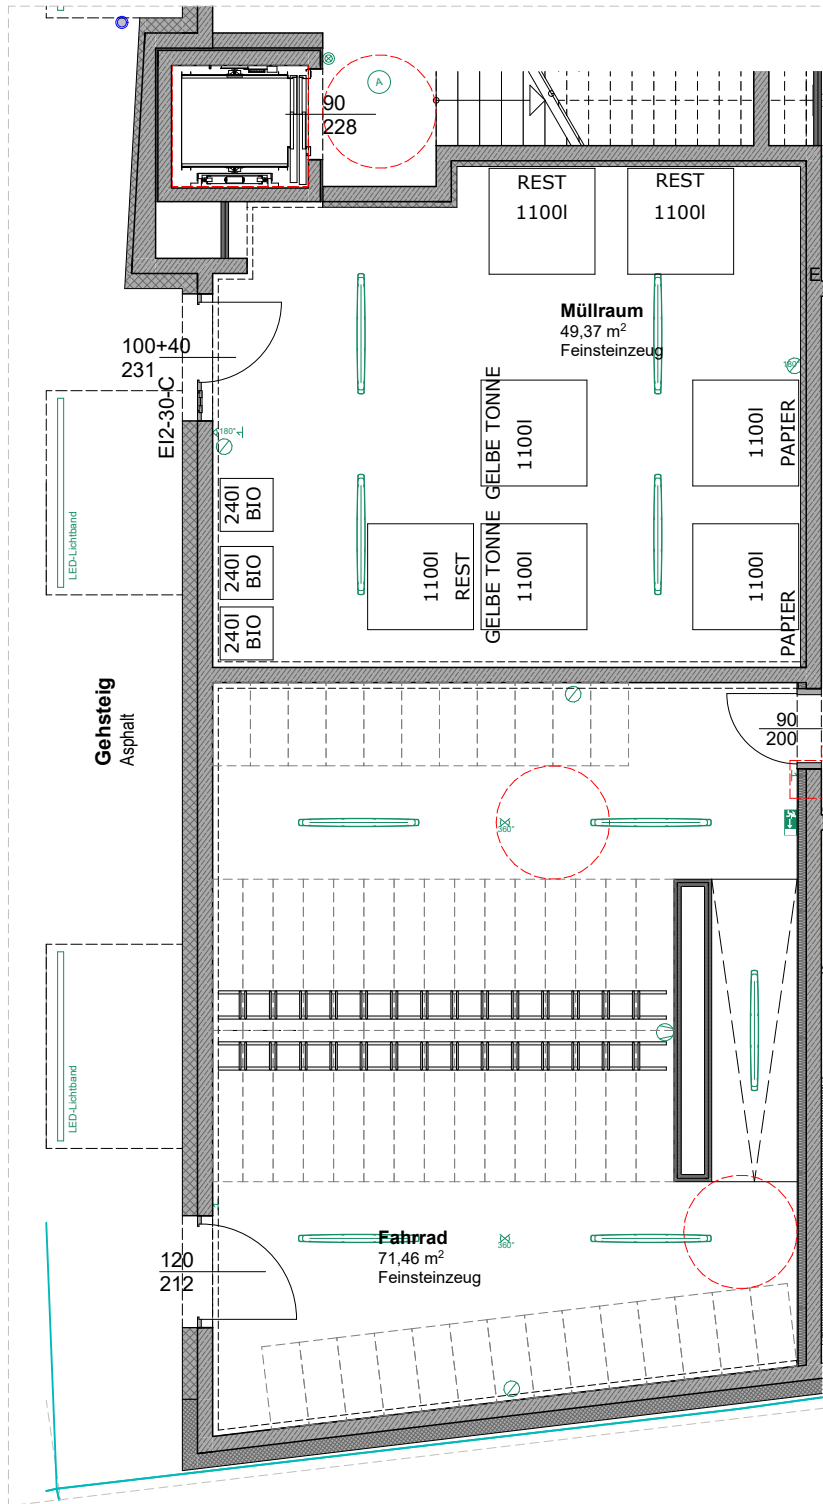 A
90
228
REST
1100l
REST
1100l
E
Müllraum
49,37 m²
Feinsteinzeug
100+40
231
EI2-30-C
180°
180°
GELBE TONNE
1100l
1100l
PAPIER
LED-Lichtband
240l
BIO
240l
BIO
240l
BIO
1100l
REST
GELBE TONNE
1100l
1100l
PAPIER
Gehsteig
Asphalt
90
200
360°
LED-Lichtband
Fahrrad
71,46 m²
Feinsteinzeug
360°
120
212